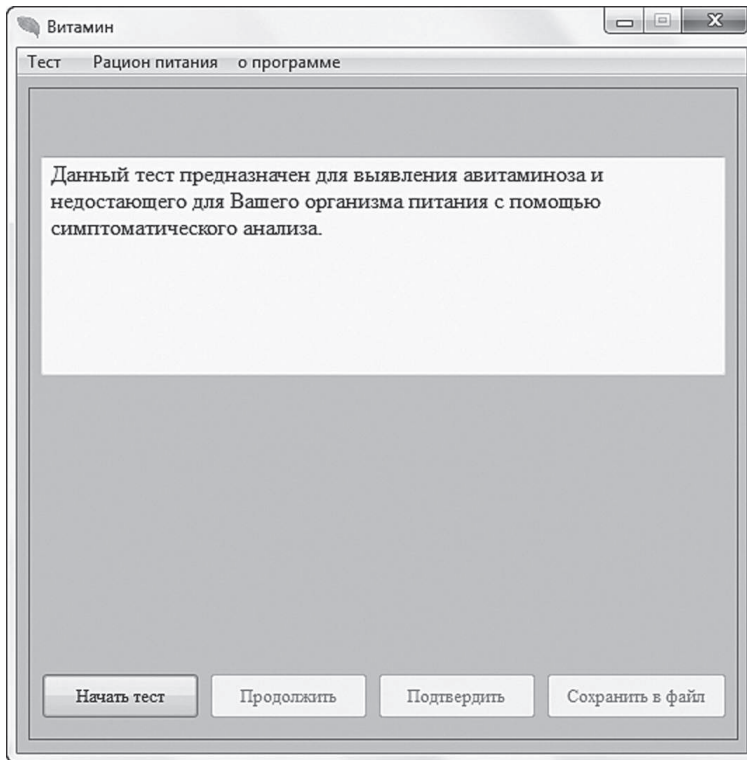 Витамин
Тест Рацион питания о программе
Данный тест предназначен для выявления авитаминоза и
недостающего для Вашего организма питания с помощью
симптоматического анализа.
Начать тест Продолжить Подтвердить Сохранить в файл